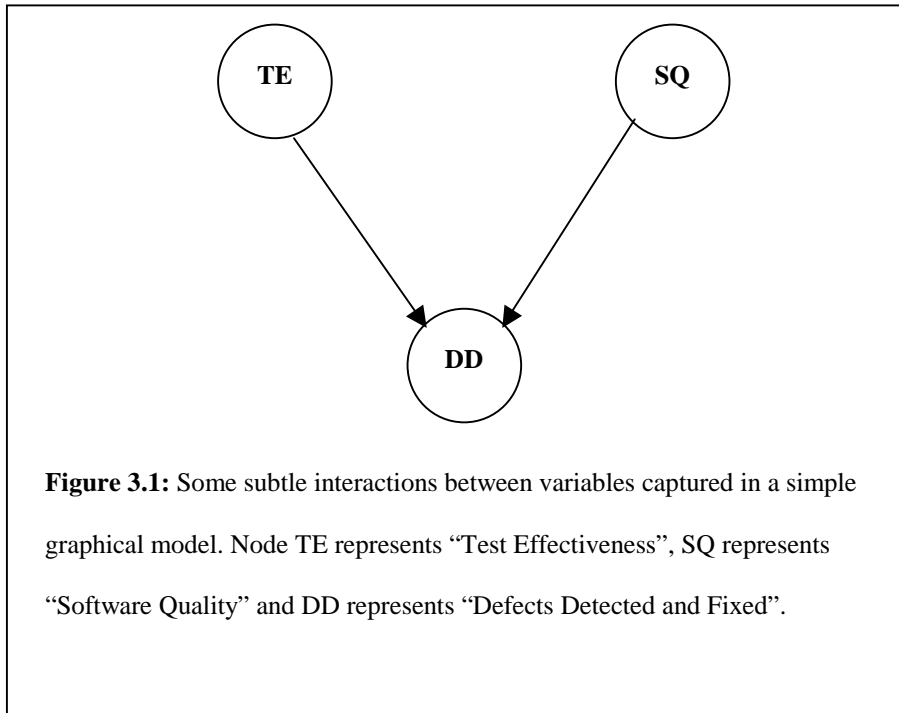 TE
SQ
DD
Figure 3.1: Some subtle interactions between variables captured in a simple
graphical model. Node TE represents “Test Effectiveness”, SQ represents
“Software Quality” and DD represents “Defects Detected and Fixed”.